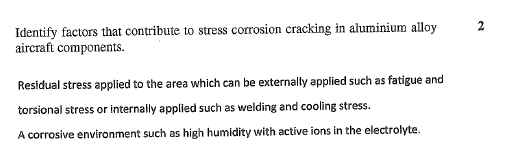 Identify factors that contribute to stress corrosion cracking in aluminium alloy 2
aircraft components.
Residual stress applied to the area which can be externally applied such as fatigue and
torsional stress or internally applied such as welding and cooling stress.
A corrosive environment such as high humidity with active ions in the electrolyte.